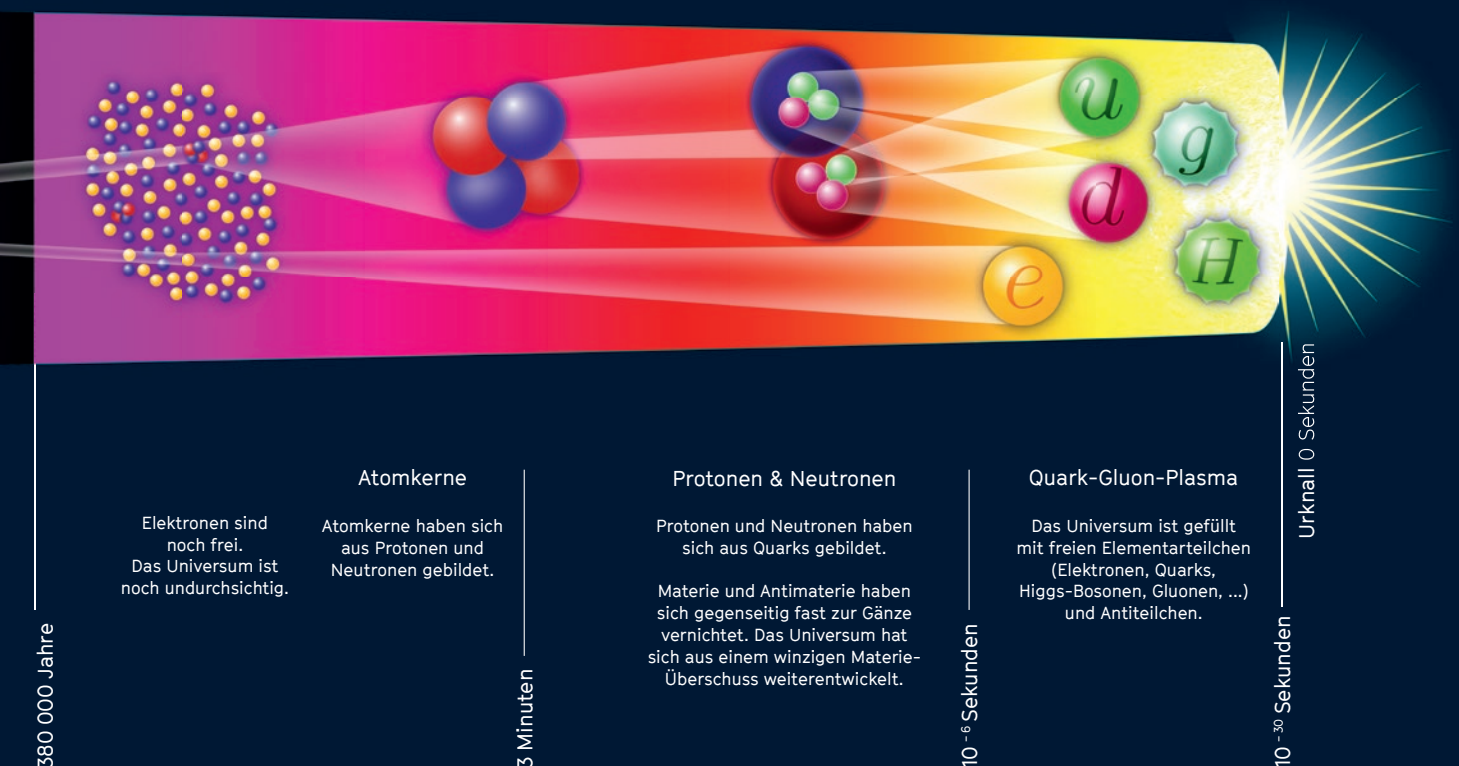 u
g
d
H
e
Urknall 0 Sekunden
Atomkerne
Protonen & Neutronen
Quark-Gluon-Plasma
Elektronen sind
noch frei.
Das Universum ist
noch undurchsichtig.
Atomkerne haben sich
aus Protonen und
Neutronen gebildet.
Protonen und Neutronen haben
sich aus Quarks gebildet.
Materie und Antimaterie haben
sich gegenseitig fast zur Gänze
vernichtet. Das Universum hat
sich aus einem winzigen Materie-
Überschuss weiterentwickelt.
Das Universum ist gefüllt
mit freien Elementarteilchen
(Elektronen, Quarks,
Higgs-Bosonen, Gluonen, ...)
und Antiteilchen.
380 000 Jahre
3 Minuten
10⁻⁶ Sekunden
10⁻³⁰ Sekunden